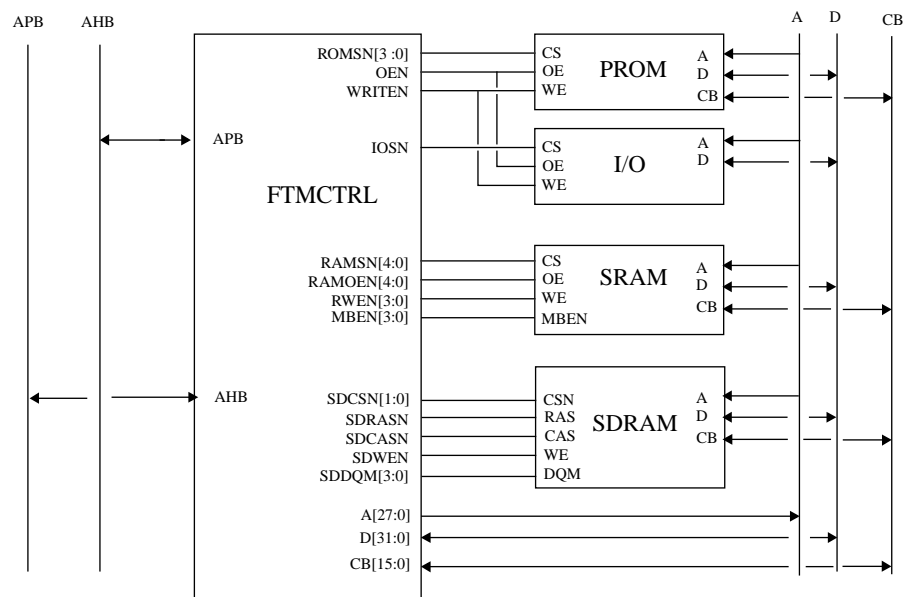 APB
AHB
A
D
CB
ROMSN[3 :0]
OEN
WRITEN
CS
OE
WE
PROM
A
D
CB
APB
IOSN
CS
OE
WE
I/O
A
D
FTMCTRL
RAMSN[4:0]
RAMOEN[4:0]
RWEN[3:0]
MBEN[3:0]
CS
OE
WE
MBEN
SRAM
A
D
CB
AHB
SDCSN[1:0]
SDRASN
SDCASN
SDWEN
SDDQM[3:0]
CSN
RAS
CAS
WE
DQM
SDRAM
A
D
CB
A[27:0]
D[31:0]
CB[15:0]